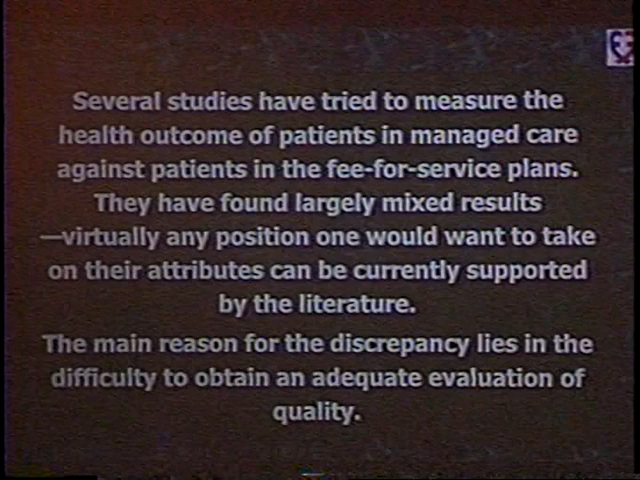 Several studies have tried to measure the
health outcome of patients in managed care
against patients in the fee-for-service plans.
They have found largely mixed results
—virtually any position one would want to take
on their attributes can be currently supported
by the literature.
The main reason for the discrepancy lies in the
difficulty to obtain an adequate evaluation of
quality.